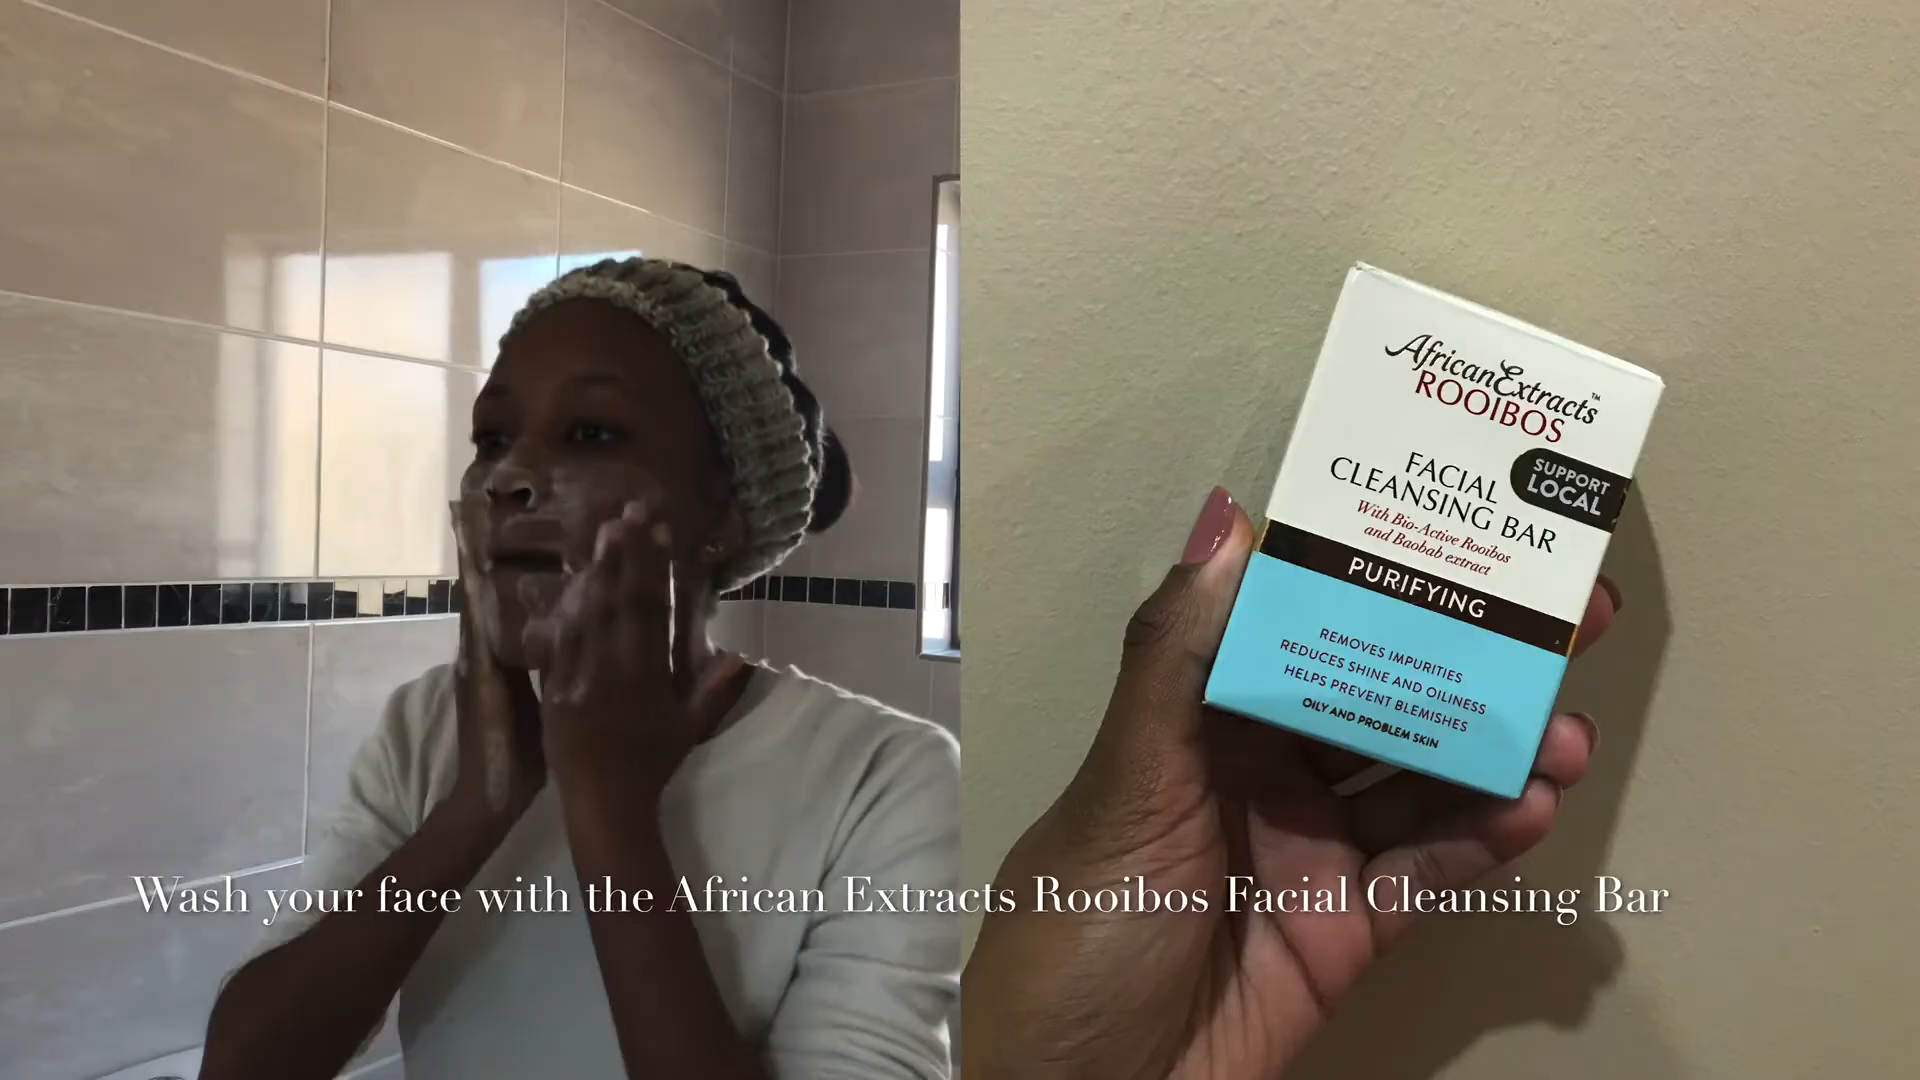 African Extracts™
ROOIBOS
FACIAL
CLEANSING BAR
SUPPORT
LOCAL
With Bio-Active Rooibos
and Baobab extract
PURIFYING
REMOVES IMPURITIES
REDUCES SHINE AND OILINESS
HELPS PREVENT BLEMISHES
OILY AND PROBLEM SKIN
Wash your face with the African Extracts Rooibos Facial Cleansing Bar